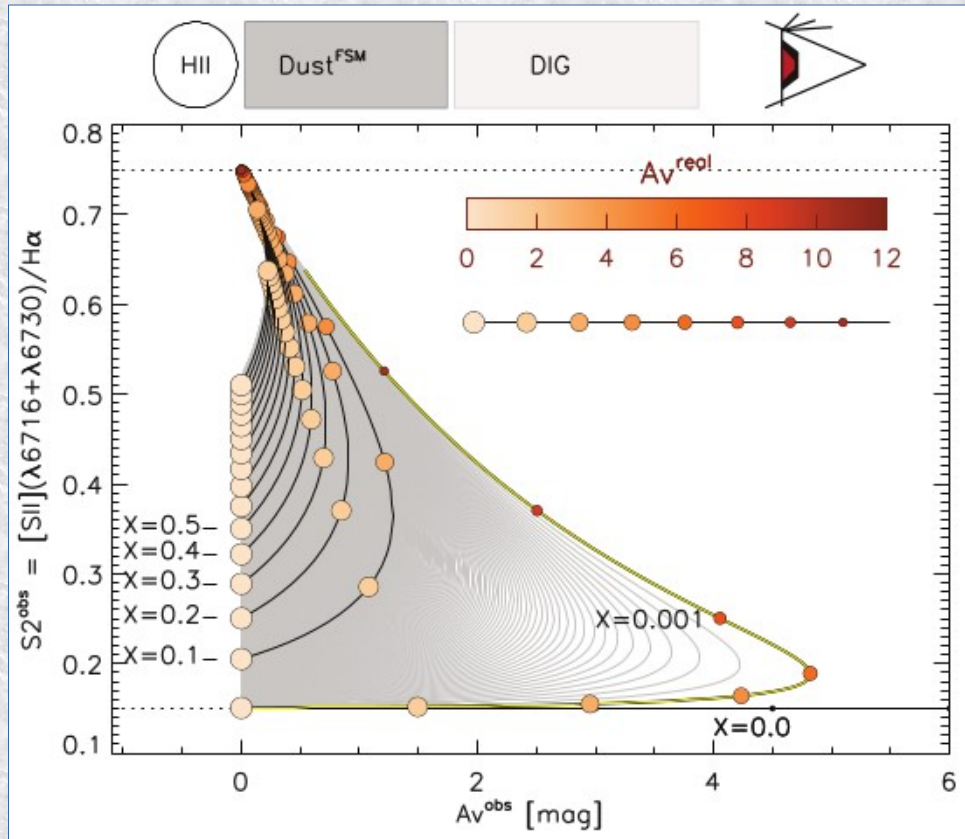 HII
Dust^FSM
DIG
0.8
0.7
0.6
0.5
0.4
0.3
0.2
0.1
S2^obs = [SII](λ6716+λ6730)/Hα
Av^real
0 2 4 6 8 10 12
X=0.5–
X=0.4–
X=0.3–
X=0.2–
X=0.1–
X=0.001
X=0.0
0 2 4 6
Av^obs [mag]